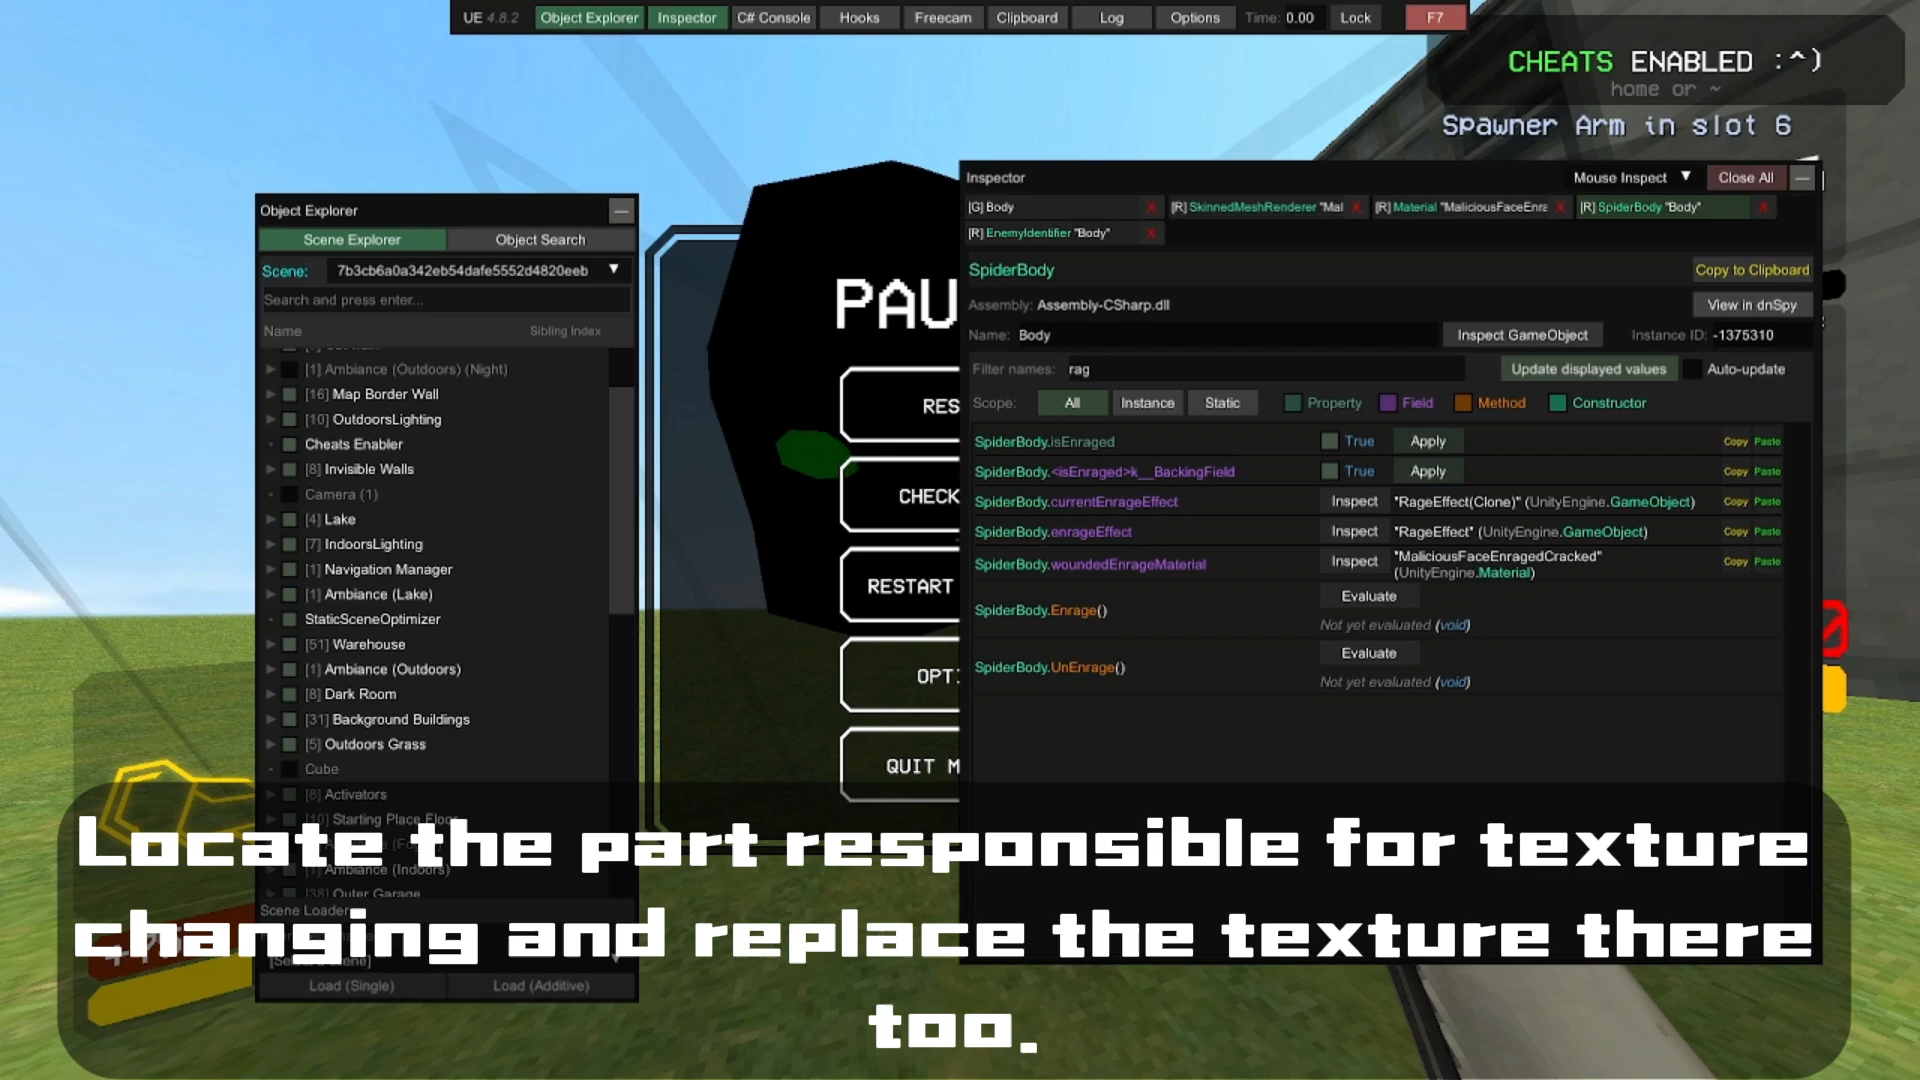 UE 4.8.2 Object Explorer Inspector C# Console Hooks Freecam Clipboard Log Options Time: 0.00 Lock F7
CHEATS ENABLED :^)
home or ~
Spawner Arm in slot 6
Object Explorer —
Scene Explorer Object Search
Scene: 7b3cb6a0a342eb54dafe5552d4820eeb ▼
Search and press enter...
Name Sibling Index
[1] Ambiance (Outdoors) (Night)
[16] Map Border Wall
[10] OutdoorsLighting
Cheats Enabler
[8] Invisible Walls
Camera (1)
[4] Lake
[7] IndoorsLighting
[1] Navigation Manager
[1] Ambiance (Lake)
StaticSceneOptimizer
[51] Warehouse
[1] Ambiance (Outdoors)
[8] Dark Room
[31] Background Buildings
[5] Outdoors Grass
Cube
[8] Activators
[10] Starting Place Floor
[1] Ambiance (Indoors)
[38] Outer Garage
Scene Loader
Load (Single) Load (Additive)
PAU
RES
CHECK
RESTART
OPTI
QUIT M
Inspector Mouse Inspect ▼ Close All —
[G] Body X [R] SkinnedMeshRenderer "Mal X [R] Material "MaliciousFaceEnra X [R] SpiderBody "Body" X
[R] EnemyIdentifier "Body" X
SpiderBody Copy to Clipboard
Assembly: Assembly-CSharp.dll View in dnSpy
Name: Body Inspect GameObject Instance ID: -1375310
Filter names: rag Update displayed values Auto-update
Scope: All Instance Static Property Field Method Constructor
SpiderBody.isEnraged True Apply Copy Paste
SpiderBody.<isEnraged>k__BackingField True Apply Copy Paste
SpiderBody.currentEnrageEffect Inspect "RageEffect(Clone)" (UnityEngine.GameObject) Copy Paste
SpiderBody.enrageEffect Inspect "RageEffect" (UnityEngine.GameObject) Copy Paste
SpiderBody.woundedEnrageMaterial Inspect "MaliciousFaceEnragedCracked" (UnityEngine.Material) Copy Paste
SpiderBody.Enrage() Evaluate
Not yet evaluated (void)
SpiderBody.UnEnrage() Evaluate
Not yet evaluated (void)
Locate the part responsible for texture
changing and replace the texture there
too.